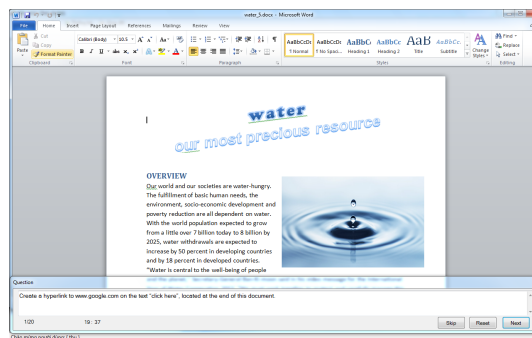 water_5.docx - Microsoft Word
File Home Insert Page Layout References Mailings Review View
Cut
Copy
Format Painter
Paste
Clipboard
Calibri (Body) 10.5
Font
Paragraph
AaBbCcDc AaBbCcDc AaBbC AaBbCc AaB AaBbCc.
¶ Normal ¶ No Spac... Heading 1 Heading 2 Title Subtitle
Change Styles
Styles
Find
Replace
Select
Editing
water
our most precious resource
OVERVIEW
Our world and our societies are water-hungry.
The fulfillment of basic human needs, the
environment, socio-economic development and
poverty reduction are all dependent on water.
With the world population expected to grow
from a little over 7 billion today to 8 billion by
2025, water withdrawals are expected to
increase by 50 percent in developing countries
and by 18 percent in developed countries.
"Water is central to the well-being of people
Question
Create a hyperlink to www.google.com on the text "click here", located at the end of this document.
1\20 19 : 37
Skip Reset Next